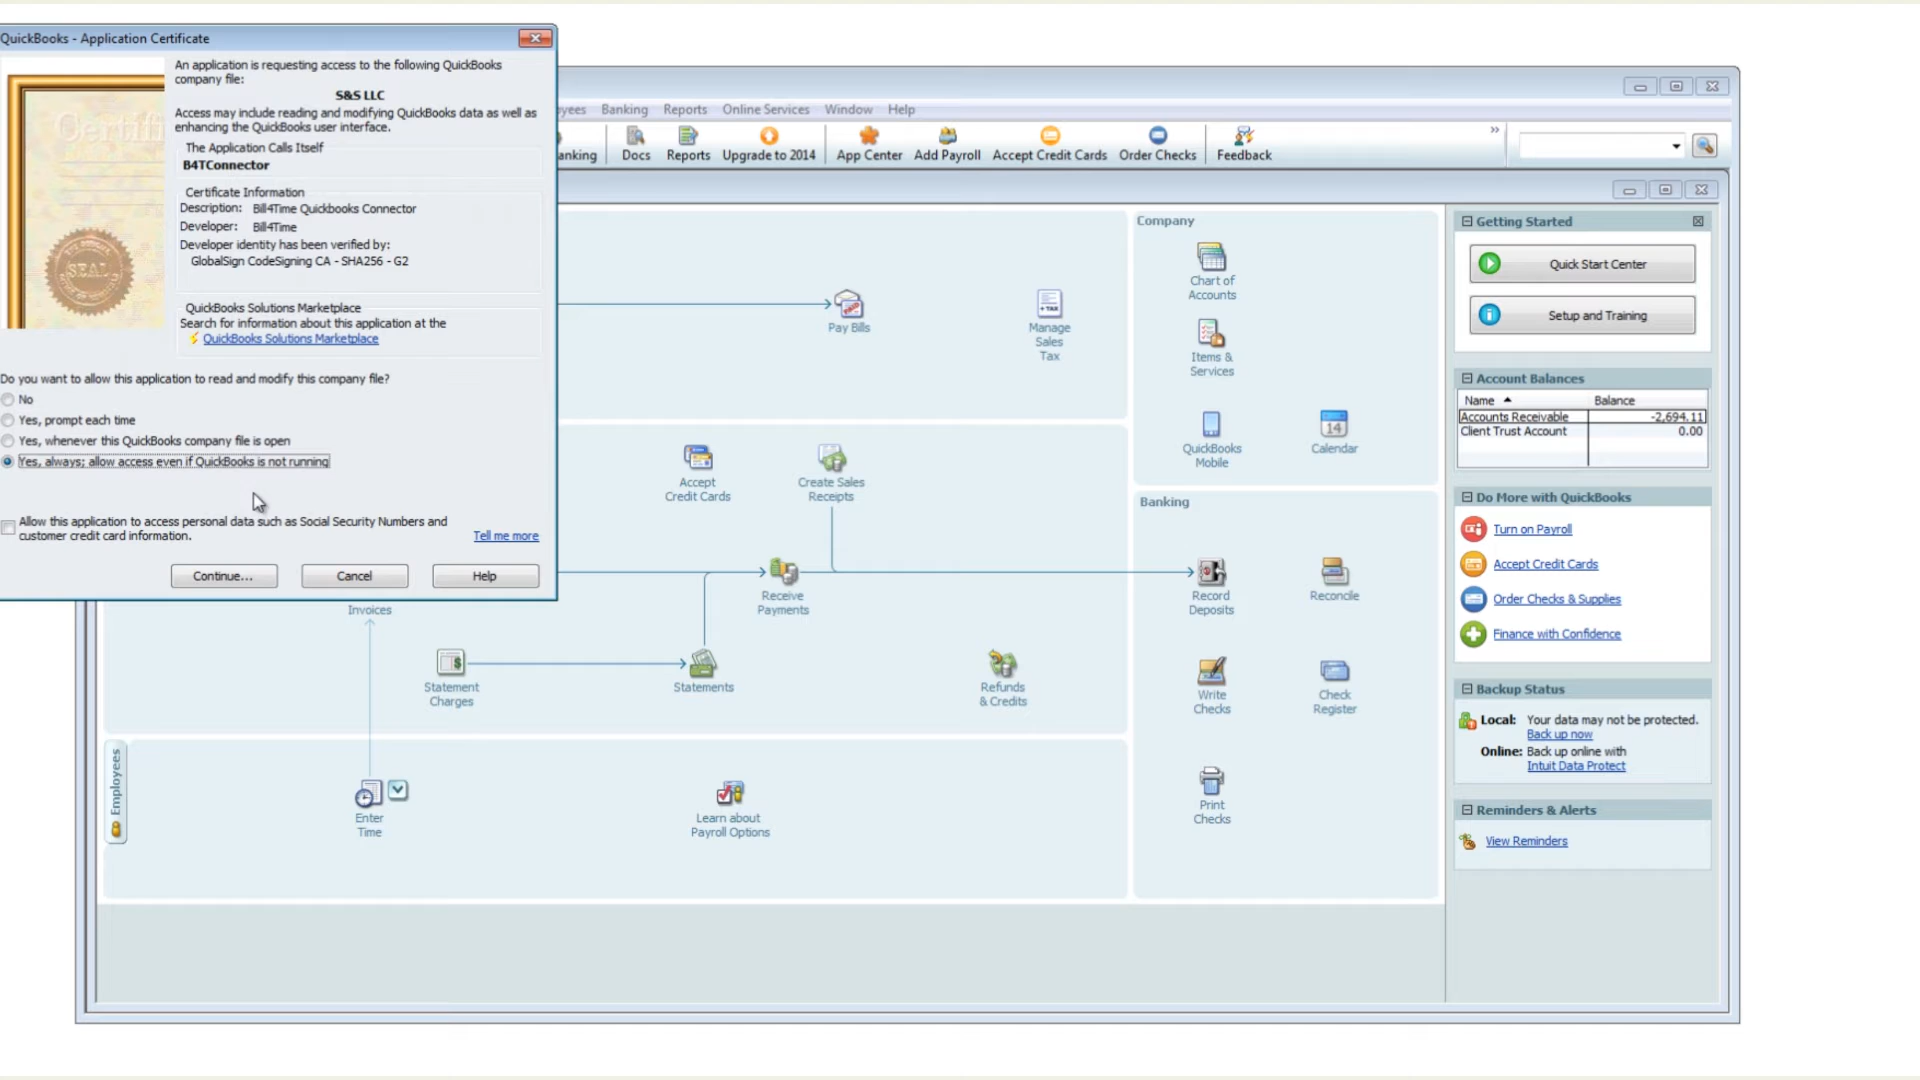 QuickBooks - Application Certificate
An application is requesting access to the following QuickBooks
company file:
S&S LLC
Access may include reading and modifying QuickBooks data as well as
enhancing the QuickBooks user interface.
The Application Calls Itself
B4TConnector
Certificate Information
Description: Bill4Time Quickbooks Connector
Developer: Bill4Time
Developer identity has been verified by:
GlobalSign CodeSigning CA - SHA256 - G2
QuickBooks Solutions Marketplace
Search for information about this application at the
QuickBooks Solutions Marketplace
Certifi
SEAL
Do you want to allow this application to read and modify this company file?
No
Yes, prompt each time
Yes, whenever this QuickBooks company file is open
Yes, always; allow access even if QuickBooks is not running
Allow this application to access personal data such as Social Security Numbers and
customer credit card information.
Tell me more
Continue...
Cancel
Help
yees Banking Reports Online Services Window Help
anking Docs Reports Upgrade to 2014 App Center Add Payroll Accept Credit Cards Order Checks Feedback
Pay Bills
Manage
Sales
Tax
Accept
Credit Cards
Create Sales
Receipts
Invoices
Receive
Payments
Statement
Charges
Statements
Refunds
& Credits
Employees
Enter
Time
Learn about
Payroll Options
Company
Chart of
Accounts
Items &
Services
QuickBooks
Mobile
14
Calendar
Banking
Record
Deposits
Reconcile
Write
Checks
Check
Register
Print
Checks
Getting Started
Quick Start Center
Setup and Training
Account Balances
Name Balance
Accounts Receivable -2,694.11
Client Trust Account 0.00
Do More with QuickBooks
Turn on Payroll
Accept Credit Cards
Order Checks & Supplies
Finance with Confidence
Backup Status
Local: Your data may not be protected.
Back up now
Online: Back up online with
Intuit Data Protect
Reminders & Alerts
View Reminders